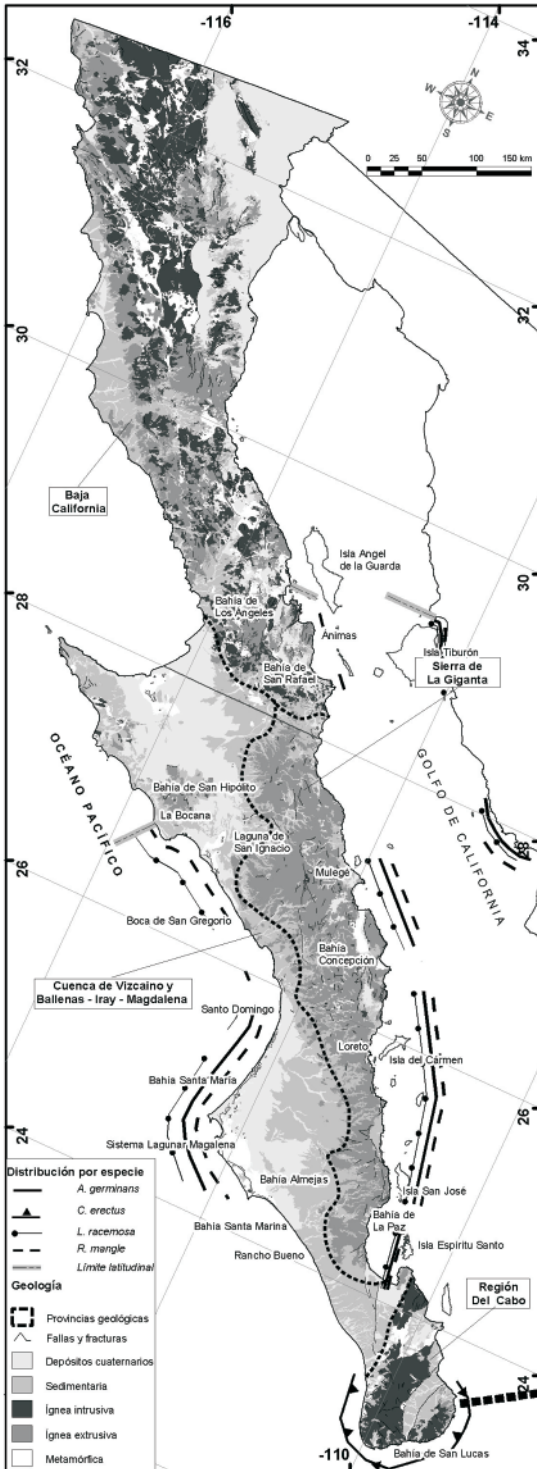 -116
-114
32
34
N
W
E
S
0 25 50 100 150 km
30
32
Baja
California
Isla Angel
de la Guarda
28
30
Bahía de
Los Angeles
Ánimas
Isla Tiburón
Bahía de
San Rafael
Sierra de
La Giganta
OCÉANO PACÍFICO
GOLFO DE CALIFORNIA
Bahía de San Hipólito
La Bocana
Laguna de
San Ignacio
28
26
Mulegé
Boca de San Gregorio
Bahía
Concepción
Cuenca de Vizcaino y
Ballenas - Iray - Magdalena
Santo Domingo
Loreto
Isla del Carmen
Bahía Santa María
26
24
Sistema Lagunar Magalena
Bahía Almejas
Isla San José
Bahía Santa Marina
Bahía de
La Paz
Isla Espiritu Santo
Rancho Bueno
Región
Del Cabo
24
-110
Bahía de San Lucas
Distribución por especie
A. germinans
C. erectus
L. racemosa
R. mangle
Límite latitudinal
Geología
Provincias geológicas
Fallas y fracturas
Depósitos cuaternarios
Sedimentaria
Ígnea intrusiva
Ígnea extrusiva
Metamórfica